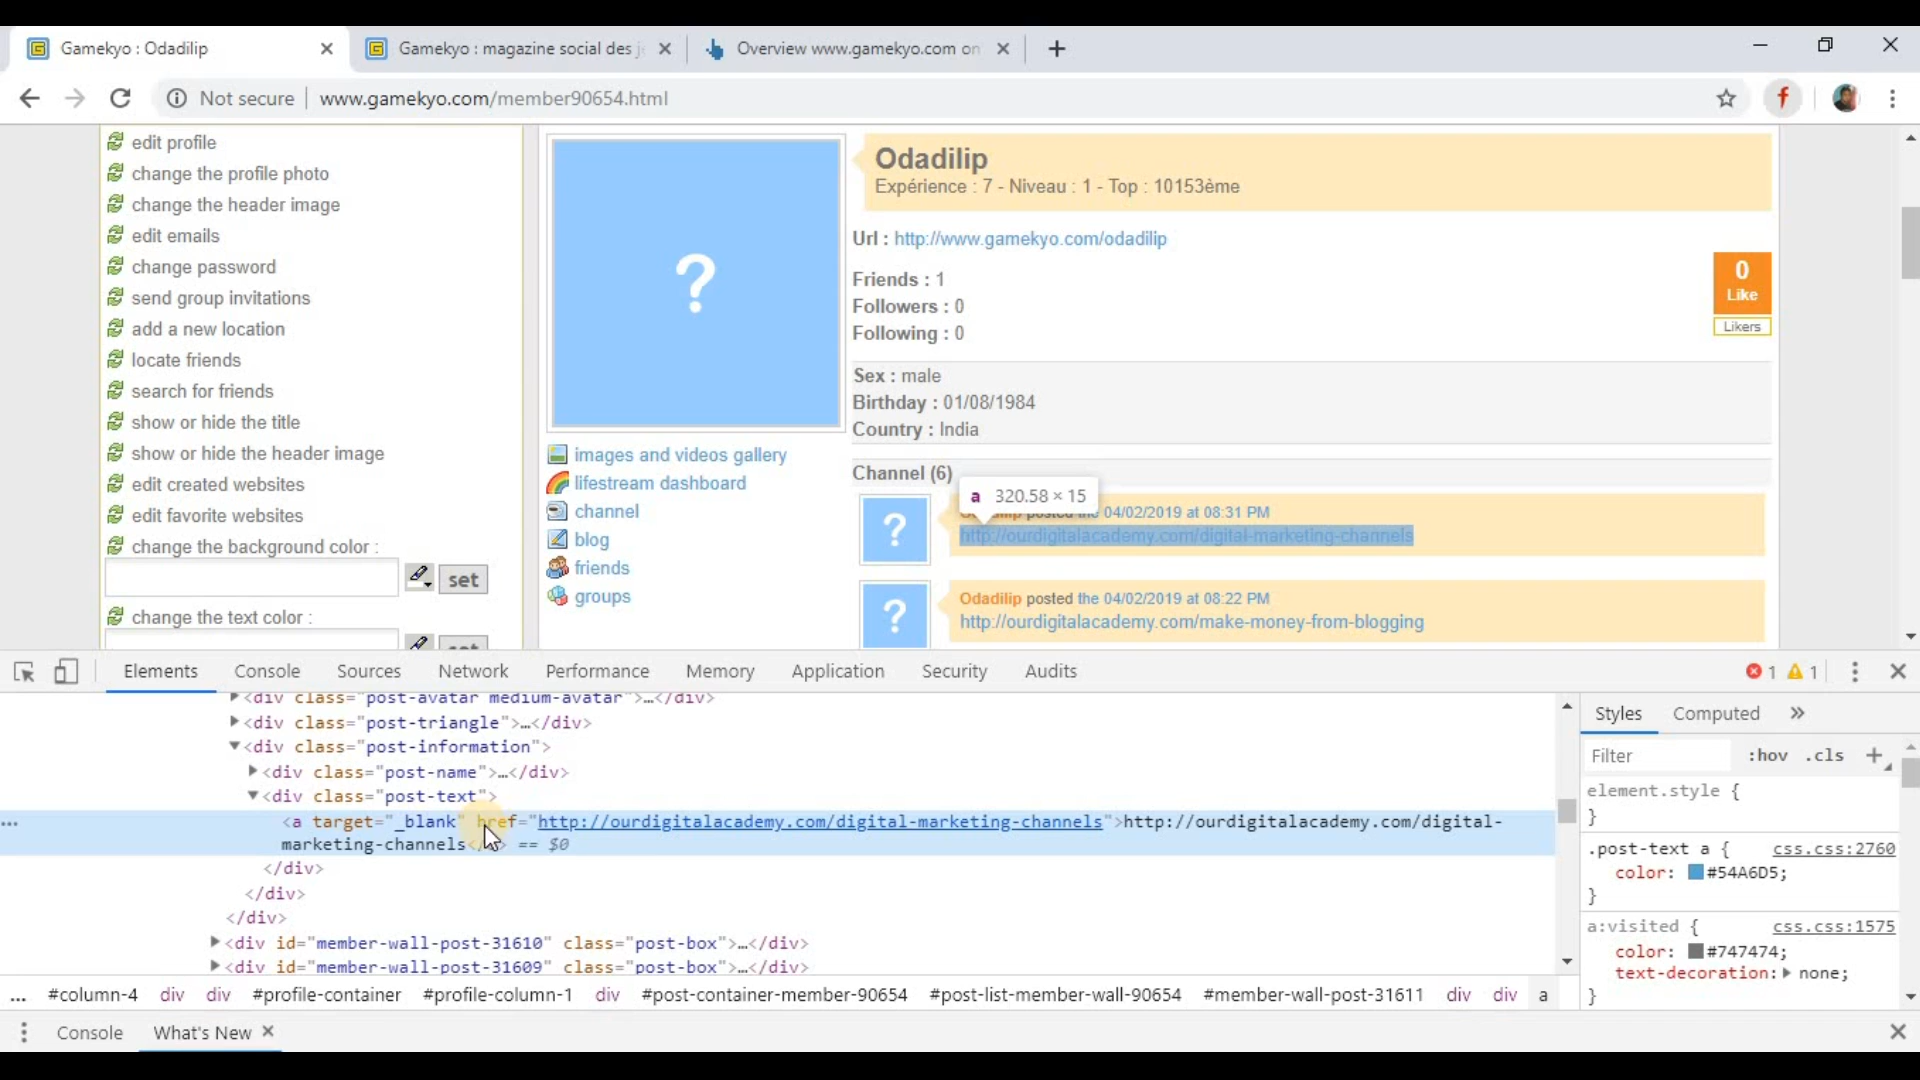 Gamekyo : Odadilip
Gamekyo : magazine social des j
Overview www.gamekyo.com on
Not secure
www.gamekyo.com/member90654.html
edit profile
change the profile photo
change the header image
edit emails
change password
send group invitations
add a new location
locate friends
search for friends
show or hide the title
show or hide the header image
edit created websites
edit favorite websites
change the background color :
set
change the text color :
?
images and videos gallery
lifestream dashboard
channel
blog
friends
groups
Odadilip
Expérience : 7 - Niveau : 1 - Top : 10153ème
Url : http://www.gamekyo.com/odadilip
Friends : 1
Followers : 0
Following : 0
0
Like
Likers
Sex : male
Birthday : 01/08/1984
Country : India
Channel (6)
a 320.58 × 15
?
Odadilip posted the 04/02/2019 at 08:31 PM
http://ourdigitalacademy.com/digital-marketing-channels
?
Odadilip posted the 04/02/2019 at 08:22 PM
http://ourdigitalacademy.com/make-money-from-blogging
Elements Console Sources Network Performance Memory Application Security Audits
1 1
<div class="post-avatar medium-avatar">…</div>
<div class="post-triangle">…</div>
<div class="post-information">
<div class="post-name">…</div>
<div class="post-text">
<a target="_blank" href="http://ourdigitalacademy.com/digital-marketing-channels">http://ourdigitalacademy.com/digital-
marketing-channels</a> == $0
</div>
</div>
</div>
<div id="member-wall-post-31610" class="post-box">…</div>
<div id="member-wall-post-31609" class="post-box">…</div>
... #column-4 div div #profile-container #profile-column-1 div #post-container-member-90654 #post-list-member-wall-90654 #member-wall-post-31611 div div a
Styles Computed »
Filter :hov .cls +
element.style {
}
.post-text a { css.css:2760
color: #54A6D5;
}
a:visited { css.css:1575
color: #747474;
text-decoration: none;
}
Console What's New